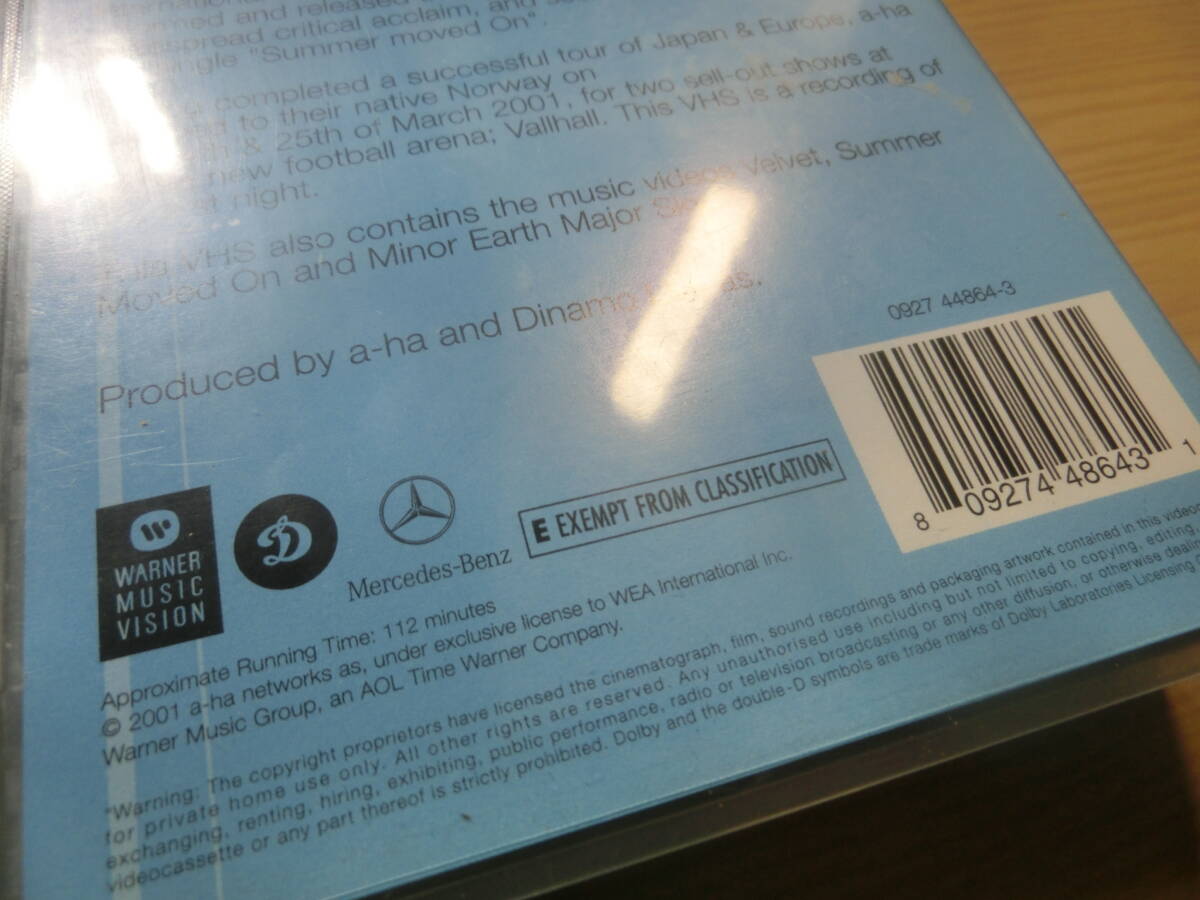 and released
spread critical acclaim, and
"Summer moved On".
completed a successful tour of Japan & Europe, a-ha
to their native Norway on
& 25th of March 2001, for two sell-out shows at
new football arena; Vallhall. This VHS is a recording of
night.
VHS also contains the music videos Velvet, Summer
Moved On and Minor Earth Major
Produced by a-ha and Dinamo
0927 44864-3
8 09274 48643 1
WARNER
MUSIC
VISION
D
Mercedes-Benz
E EXEMPT FROM CLASSIFICATION
Approximate Running Time: 112 minutes
© 2001 a-ha networks as, under exclusive license to WEA International Inc.
Warner Music Group, an AOL Time Warner Company.
"Warning: The copyright proprietors have licensed the cinematograph, film, sound recordings and packaging artwork contained in this
for private home use only. All other rights are reserved. Any unauthorised use including but not limited to copying, editing,
exchanging, renting, hiring, exhibiting, public performance, radio or television broadcasting or any other diffusion, or otherwise
videocassette or any part thereof is strictly prohibited. Dolby and the double-D symbols are trade marks of Dolby Laboratories Licensing